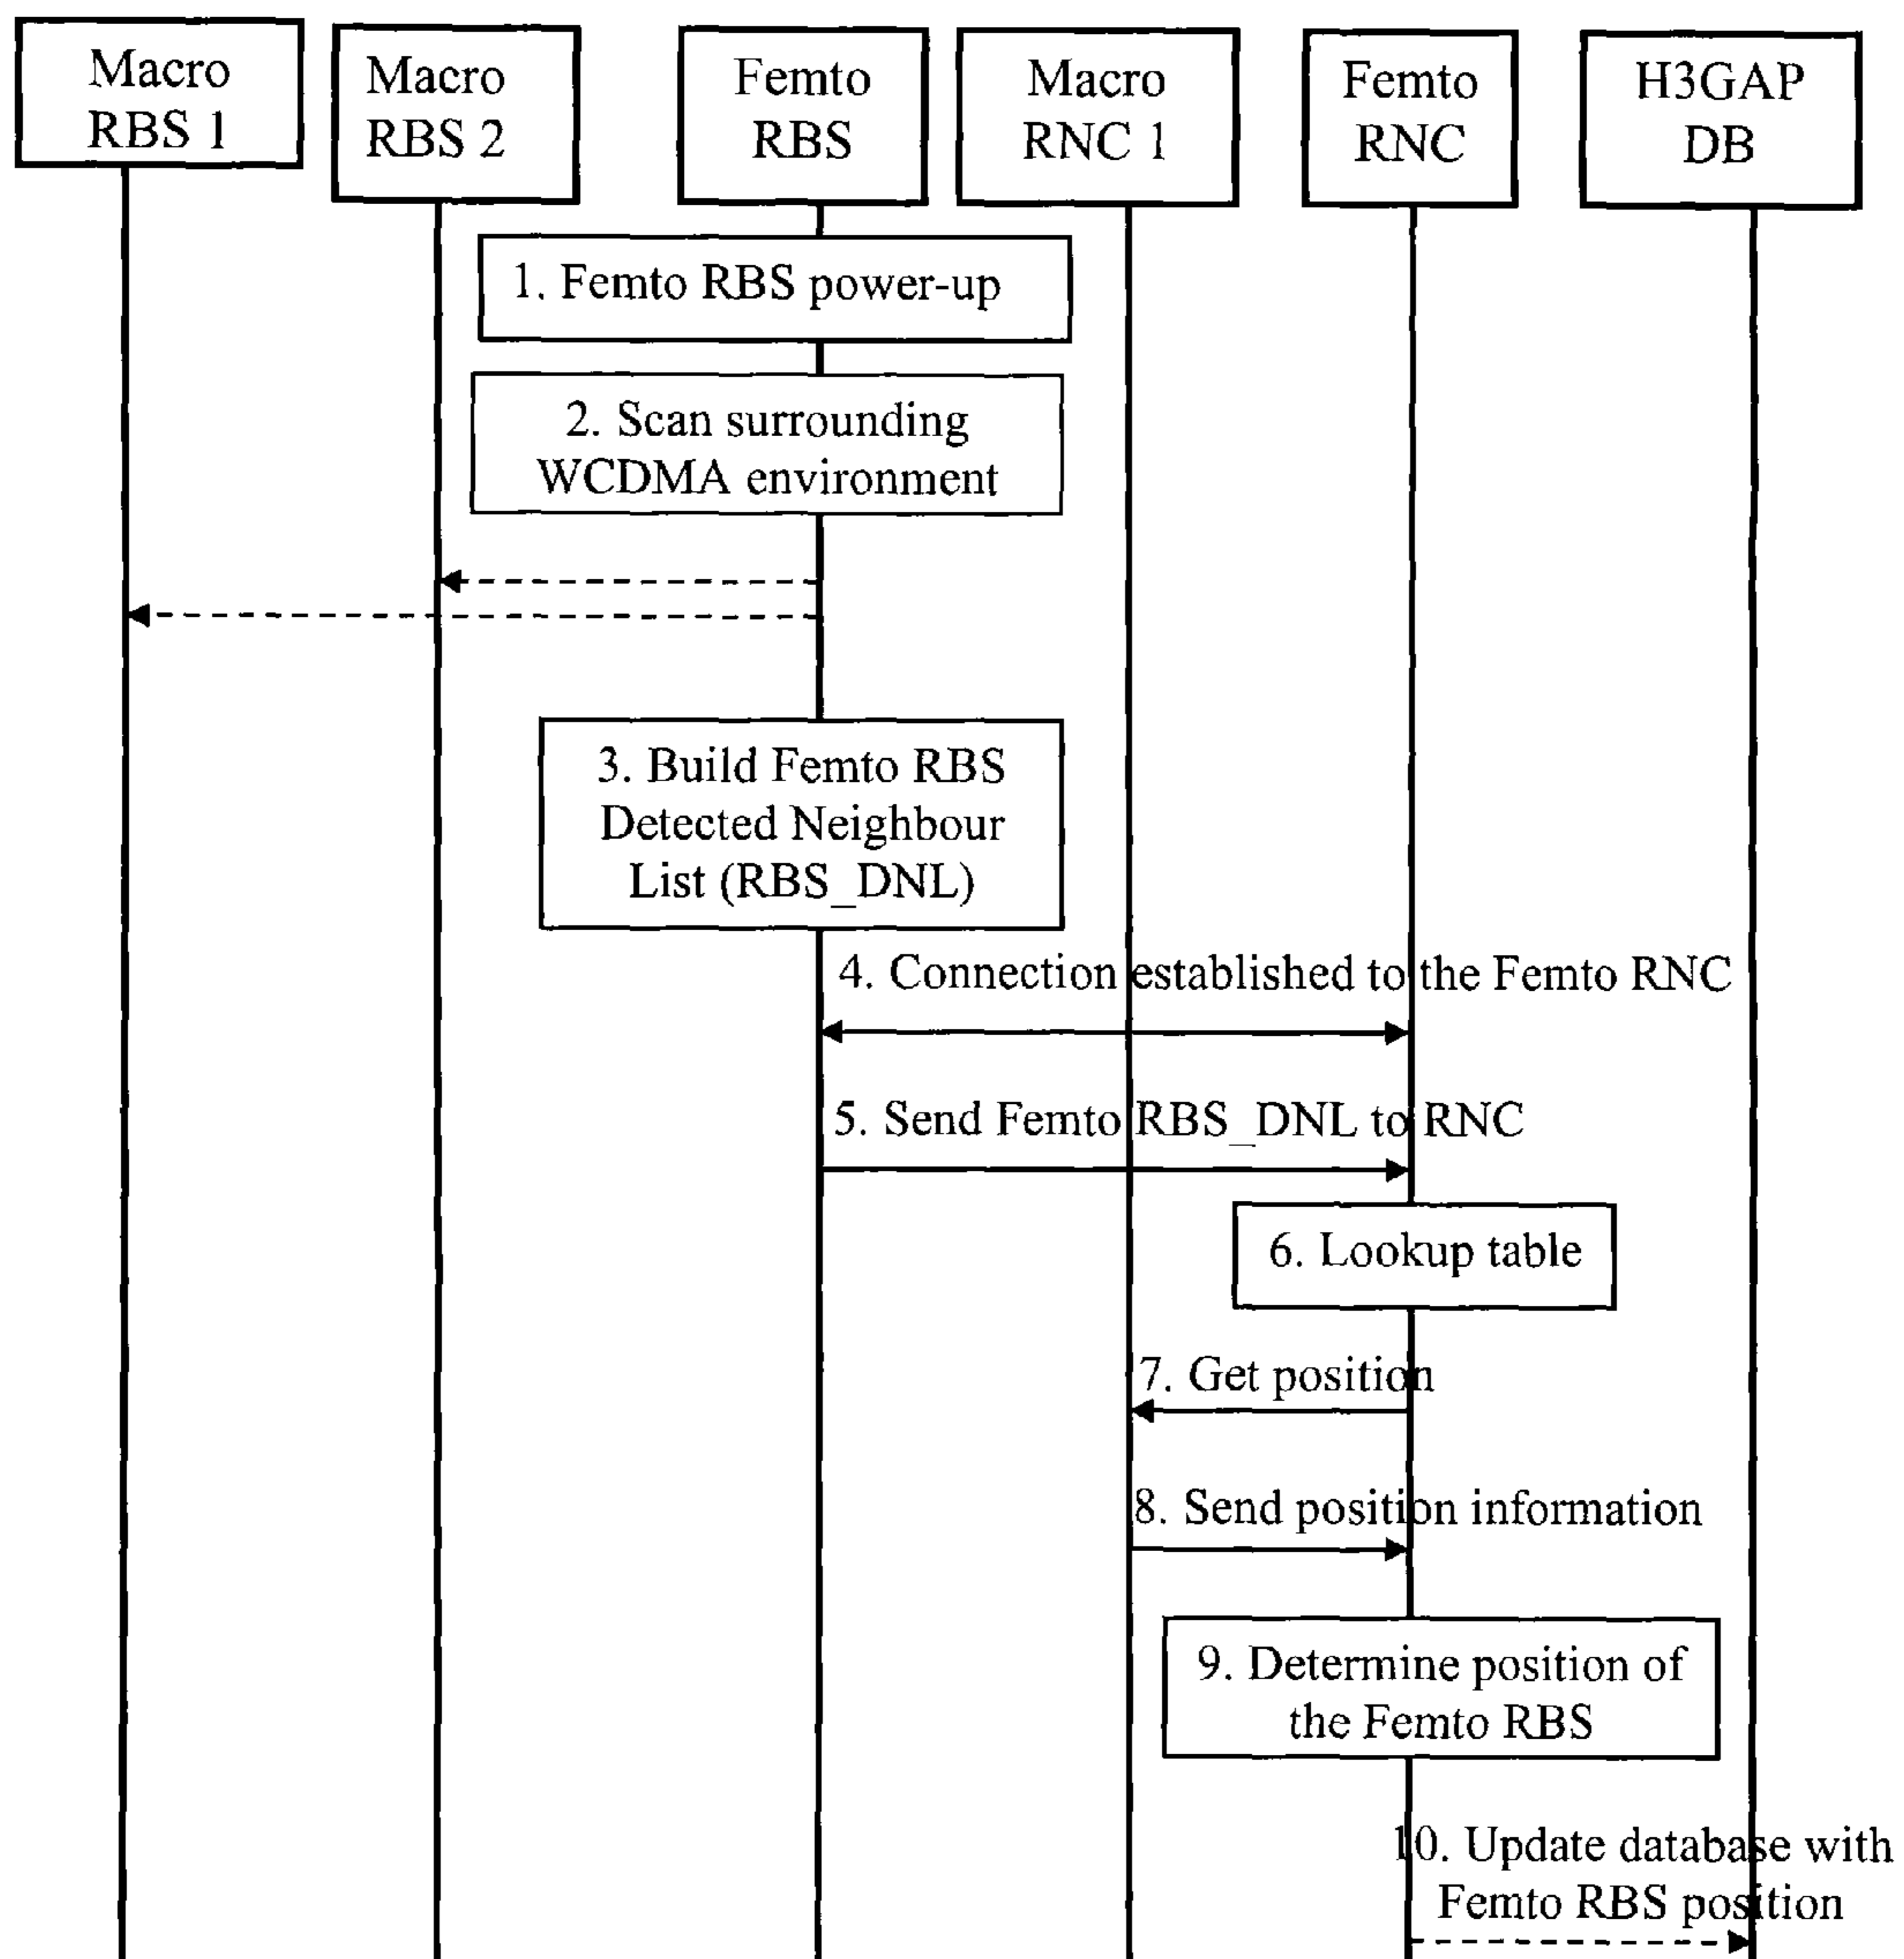 Macro
RBS 1
Macro
RBS 2
Femto
RBS
Macro
RNC 1
Femto
RNC
H3GAP
DB
1. Femto RBS power-up
2. Scan surrounding
WCDMA environment
3. Build Femto RBS
Detected Neighbour
List (RBS_DNL)
4. Connection established to the Femto RNC
5. Send Femto RBS_DNL to RNC
6. Lookup table
7. Get position
8. Send position information
9. Determine position of
the Femto RBS
10. Update database with
Femto RBS position